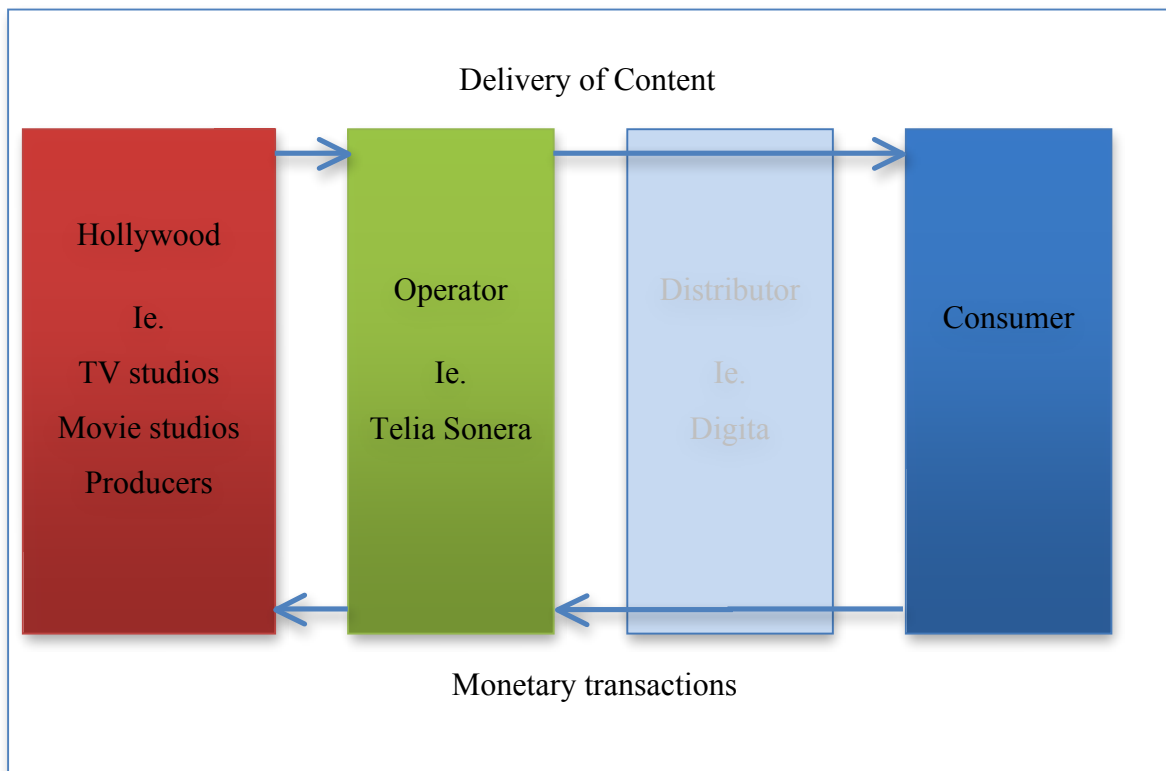 Delivery of Content
Hollywood
Ie.
TV studios
Movie studios
Producers
Operator
Ie.
Telia Sonera
Distributor
Ie.
Digita
Consumer
Monetary transactions